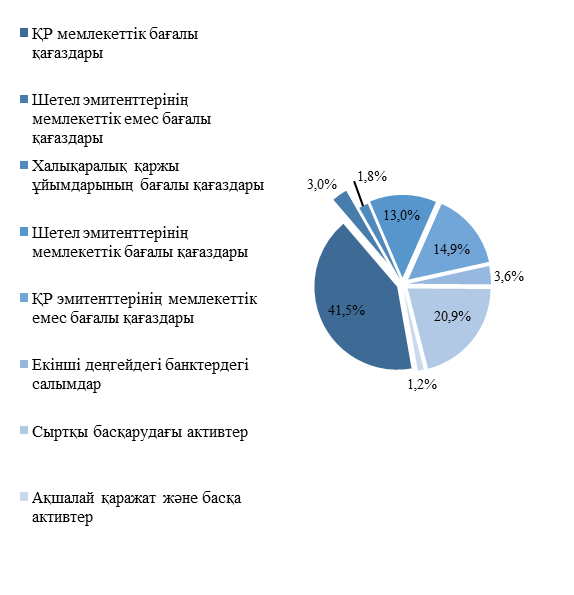 ҚР мемлекеттік бағалы
қағаздары
Шетел эмитенттерінің
мемлекеттік емес бағалы
қағаздары
Халықаралық қаржы
ұйымдарының бағалы қағаздары
Шетел эмитенттерінің
мемлекеттік бағалы қағаздары
ҚР эмитенттерінің мемлекеттік
емес бағалы қағаздары
Екінші деңгейдегі банктердегі
салымдар
Сыртқы басқарудағы активтер
Ақшалай қаражат және басқа
активтер
3,0%
1,8%
13,0%
14,9%
3,6%
20,9%
1,2%
41,5%